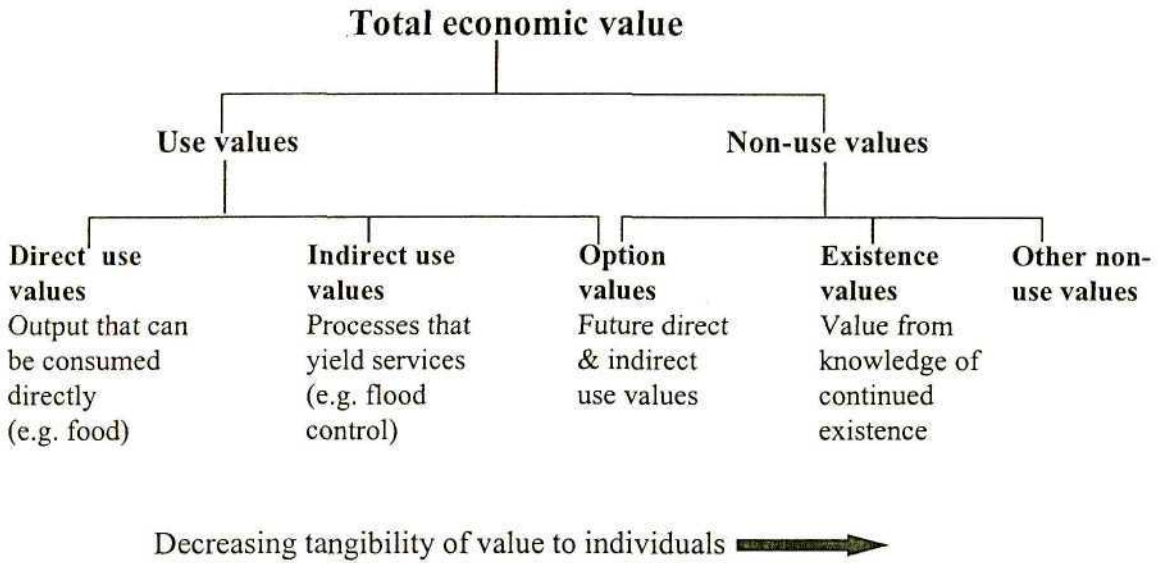 Total economic value
Use values
Non-use values
Direct use
values
Output that can
be consumed
directly
(e.g. food)
Indirect use
values
Processes that
yield services
(e.g. flood
control)
Option
values
Future direct
& indirect
use values
Existence
values
Value from
knowledge of
continued
existence
Other non-
use values
Decreasing tangibility of value to individuals